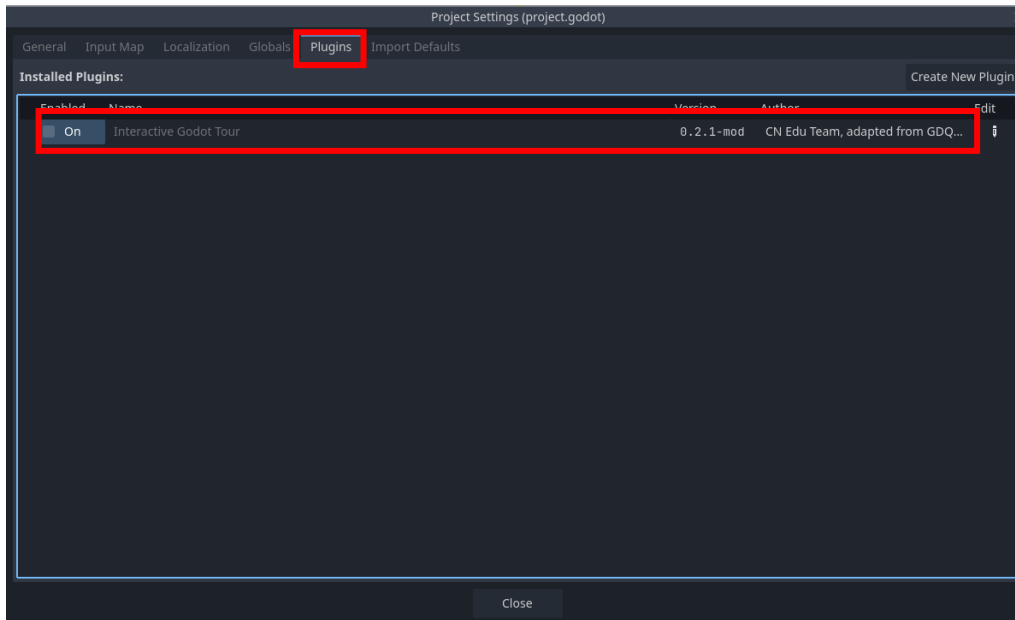 Project Settings (project.godot)
General Input Map Localization Globals Plugins Import Defaults
Installed Plugins: Create New Plugin
Enabled Name Version Author Edit
On Interactive Godot Tour 0.2.1-mod CN Edu Team, adapted from GDQ...
Close